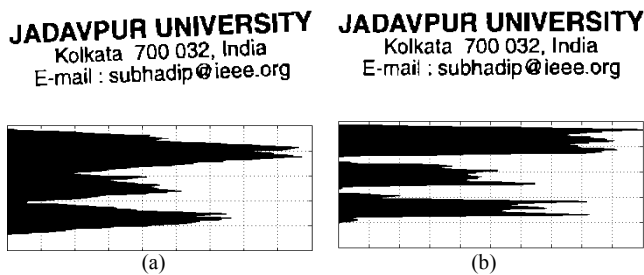 JADAVPUR UNIVERSITY
Kolkata 700 032, India
E-mail : subhadip@ieee.org
(a)
JADAVPUR UNIVERSITY
Kolkata 700 032, India
E-mail : subhadip@ieee.org
(b)